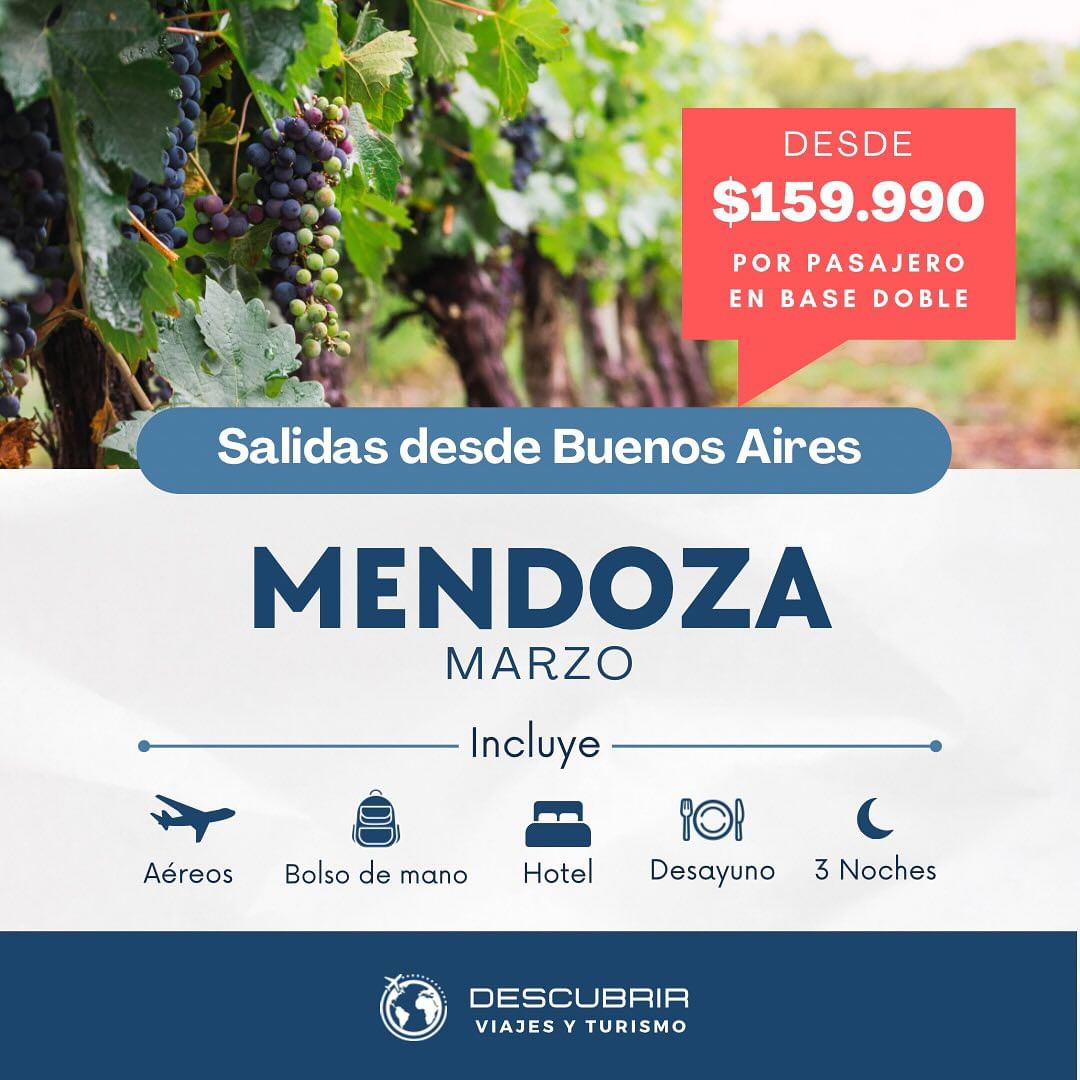 DESDE
$159.990
POR PASAJERO
EN BASE DOBLE
Salidas desde Buenos Aires
MENDOZA
MARZO
Incluye
Aéreos
Bolso de mano
Hotel
Desayuno
3 Noches
DESCUBRIR
VIAJES Y TURISMO